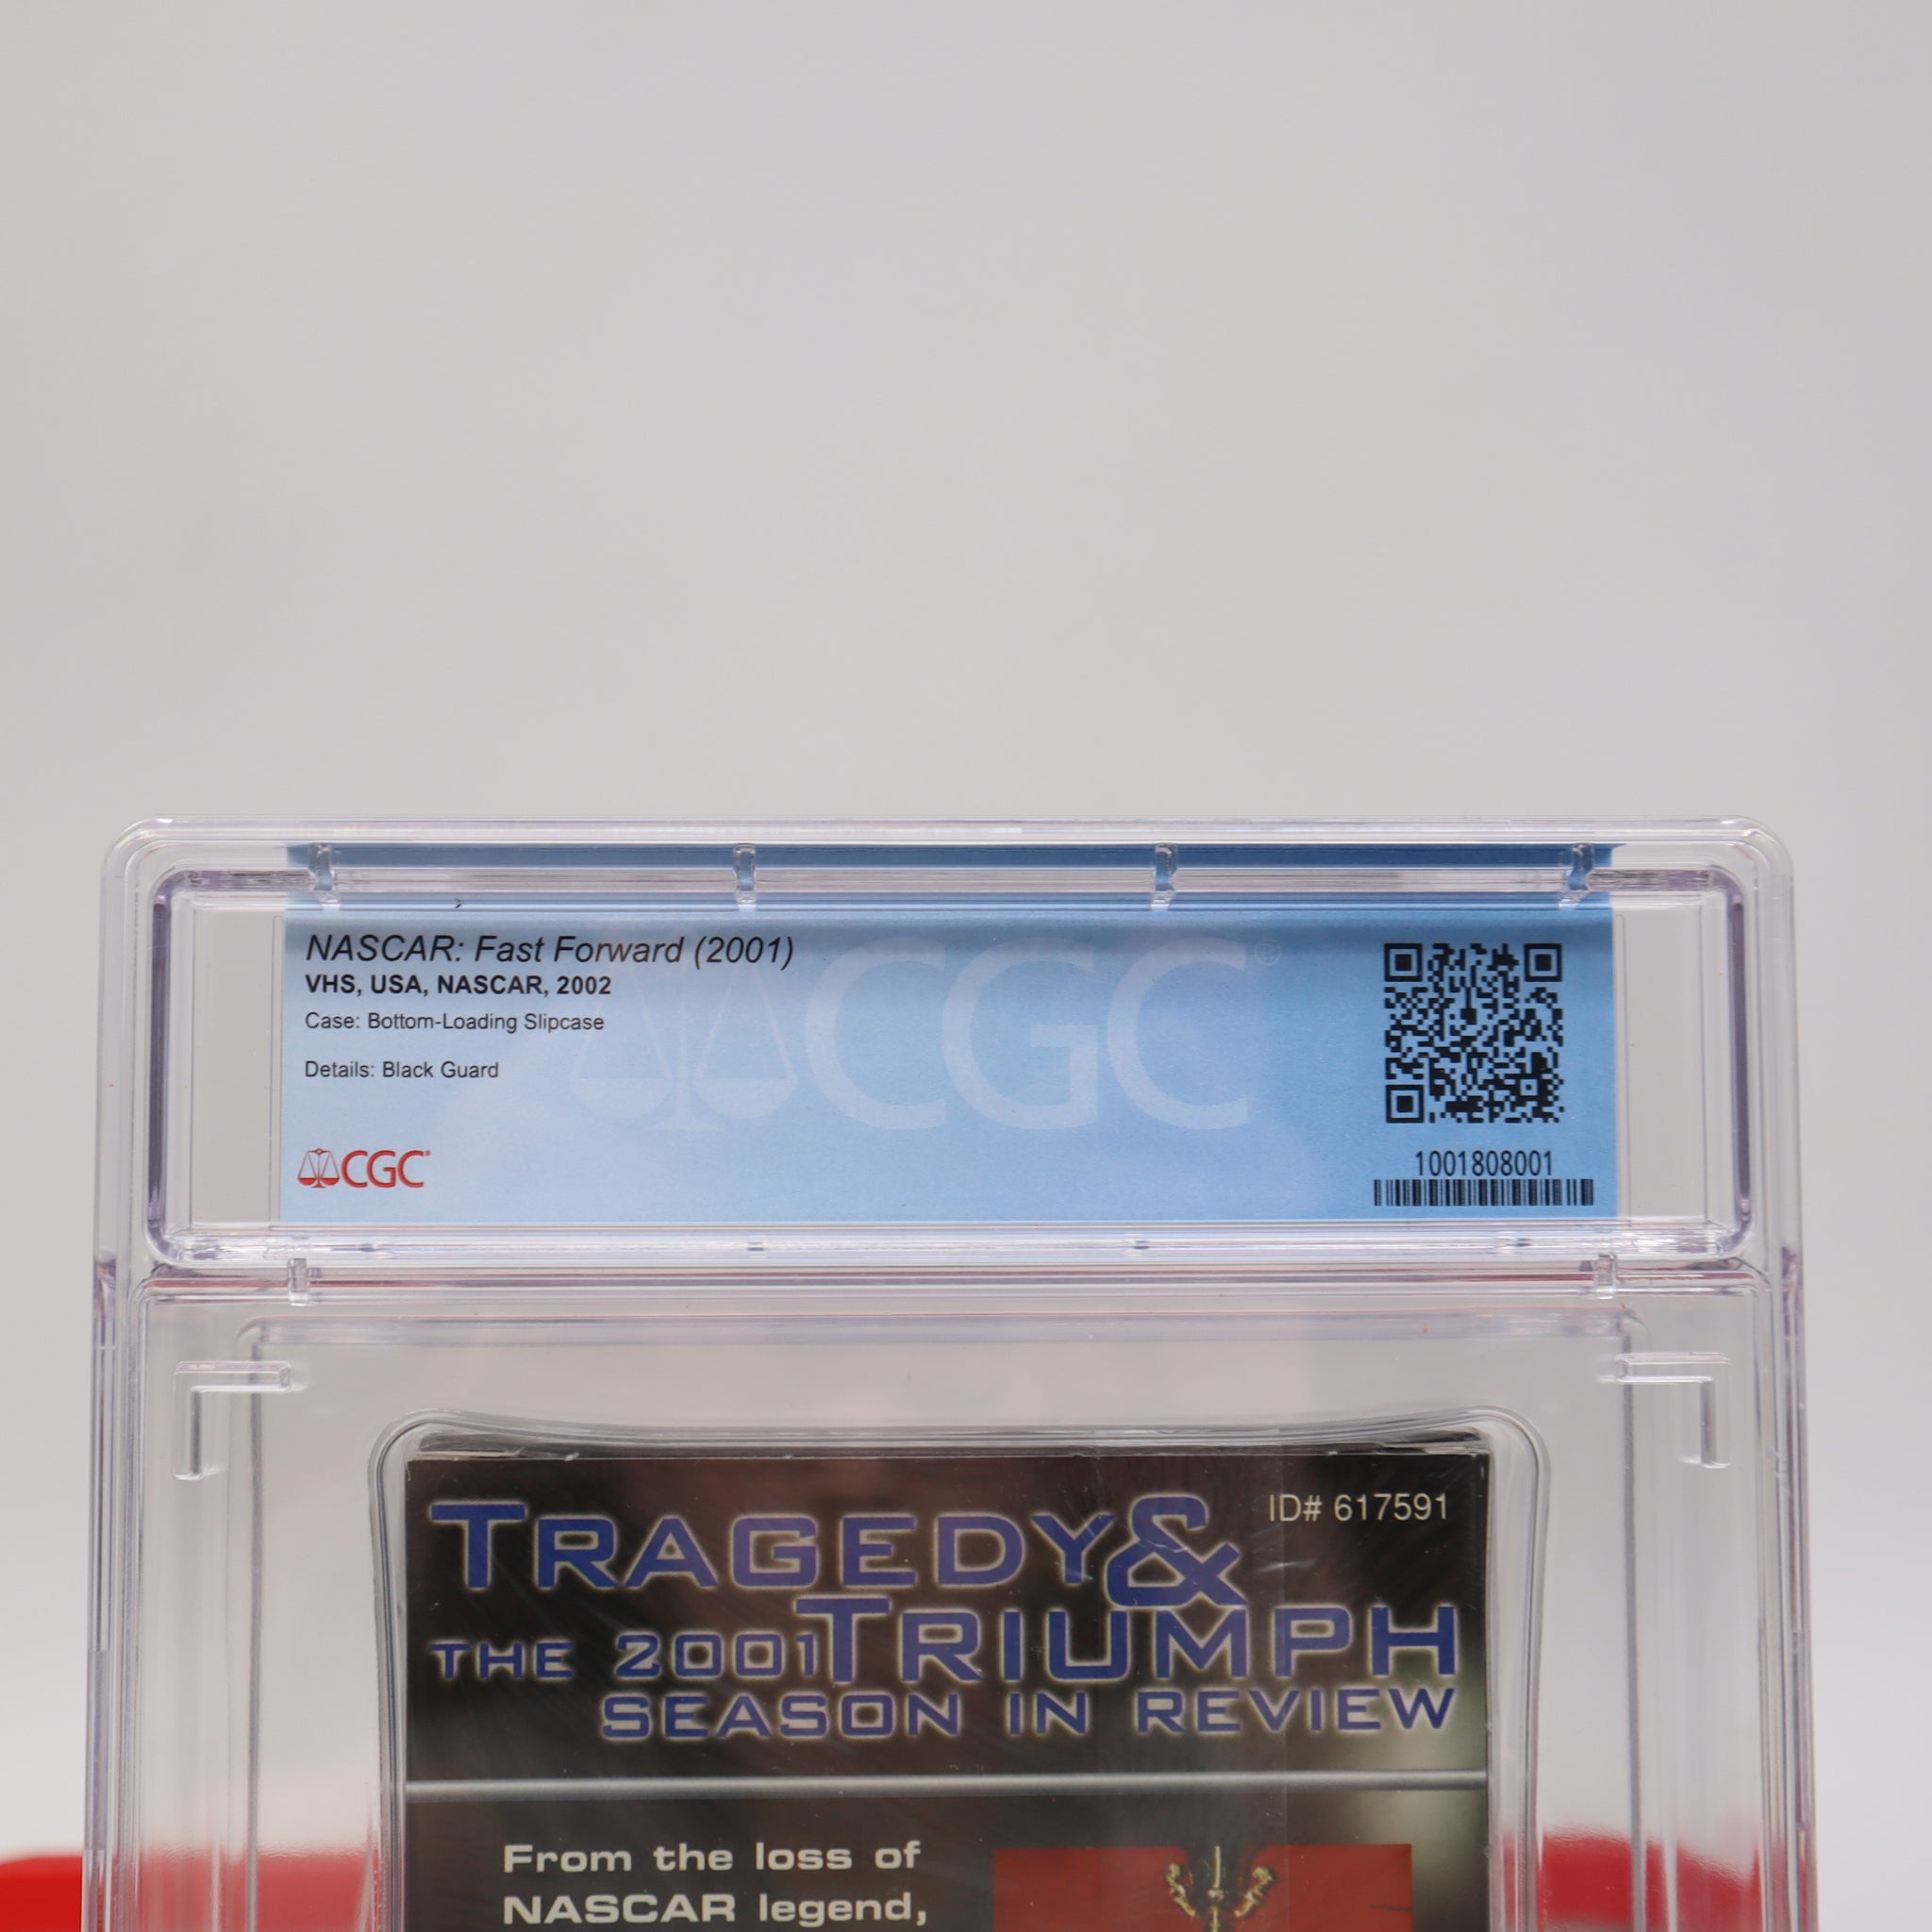 NASCAR: Fast Forward (2001)
VHS, USA, NASCAR, 2002
Case: Bottom-Loading Slipcase
Details: Black Guard
CGC®
CGC®
1001808001
ID# 617591
TRAGEDY &
TRIUMPH
THE 2001
SEASON IN REVIEW
From the loss of
NASCAR legend,